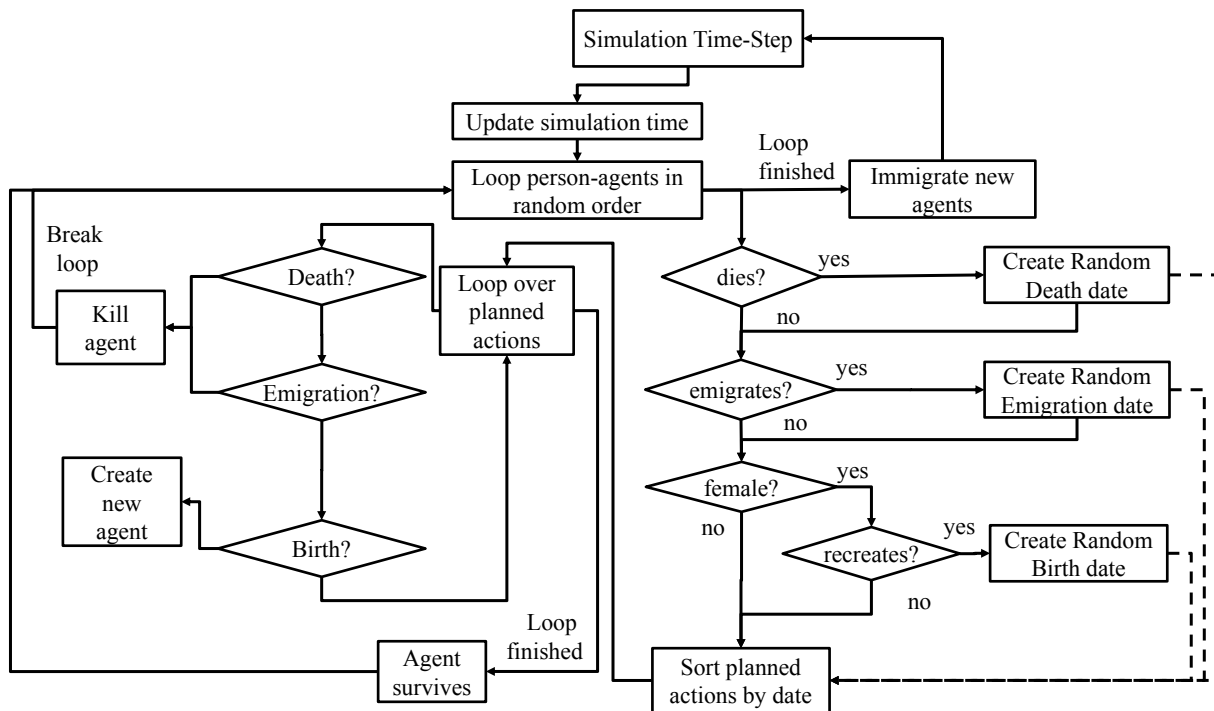 Simulation Time-Step
Update simulation time
Loop
finished
Loop person-agents in
random order
Immigrate new
agents
Break
loop
Death?
Loop over
planned
actions
dies?
yes
Create Random
Death date
no
Kill
agent
Emigration?
emigrates?
yes
Create Random
Emigration date
no
Create
new
agent
female?
yes
no
Birth?
recreates?
yes
Create Random
Birth date
no
Loop
finished
Agent
survives
Sort planned
actions by date